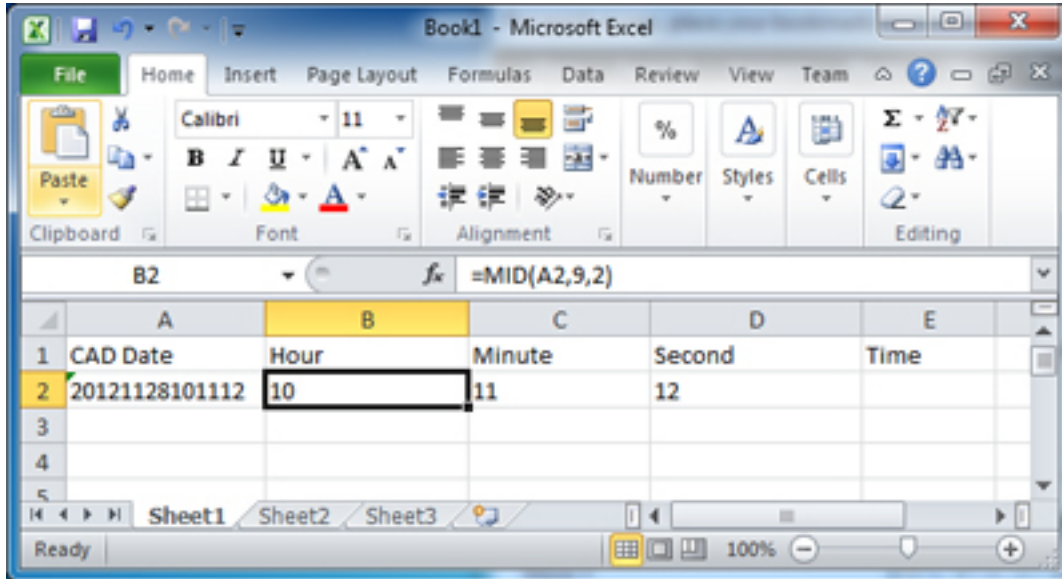 Book1 - Microsoft Excel
File Home Insert Page Layout Formulas Data Review View Team
Calibri 11
Paste
B I U A A
Σ
%
Number Styles Cells
Clipboard Font Alignment Editing
B2 fx =MID(A2,9,2)
A B C D E
1 CAD Date Hour Minute Second Time
2 20121128101112 10 11 12
3
4
5
Sheet1 Sheet2 Sheet3
Ready 100%